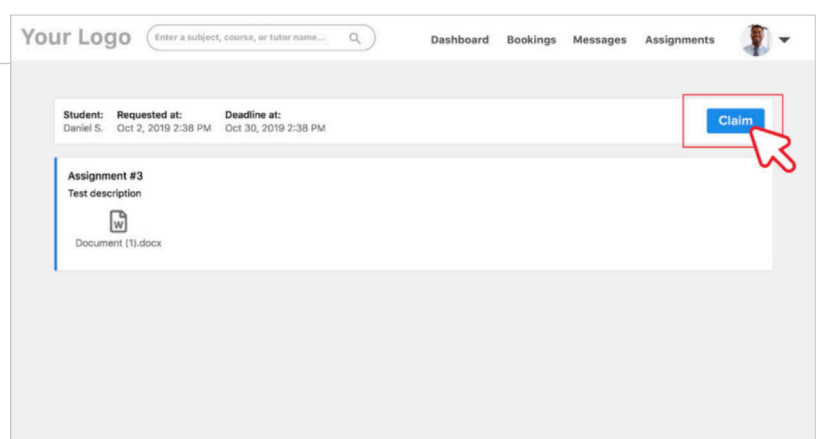 Your Logo
Enter a subject, course, or tutor name...
Dashboard Bookings Messages Assignments
Student: Requested at: Deadline at:
Daniel S. Oct 2, 2019 2:38 PM Oct 30, 2019 2:38 PM
Claim
Assignment #3
Test description
W
Document (1).docx